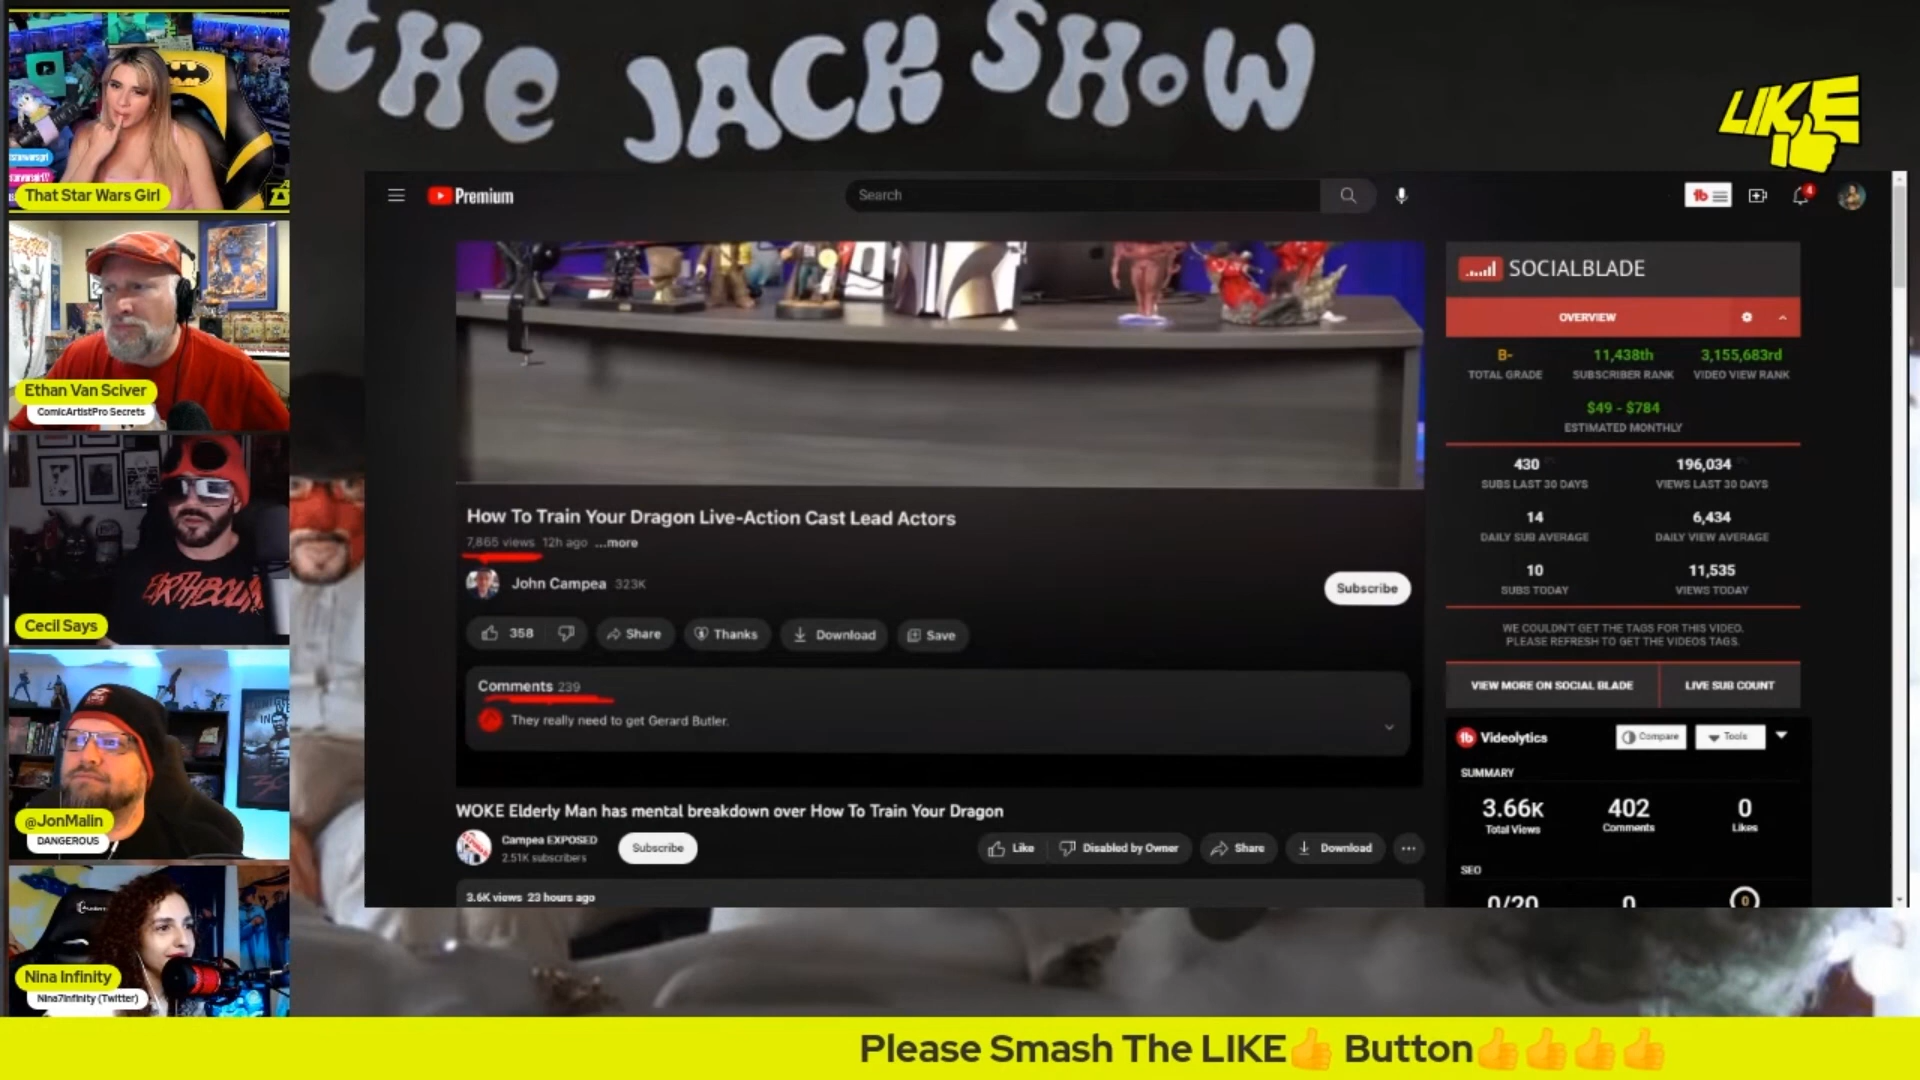 THE JACK SHOW
LIKE
That Star Wars Girl
Ethan Van Sciver
ComicArtistPro Secrets
EARTHBOUN
Cecil Says
@JonMalin
DANGEROUS
Nina Infinity
Nina7Infinity (Twitter)
Premium
Search
4
How To Train Your Dragon Live-Action Cast Lead Actors
7,865 views 12h ago ...more
John Campea 323K
Subscribe
358
Share
Thanks
Download
Save
Comments 239
They really need to get Gerard Butler.
WOKE Elderly Man has mental breakdown over How To Train Your Dragon
Campea EXPOSED
2.51K subscribers
Subscribe
Like
Disabled by Owner
Share
Download
3.6K views 23 hours ago
SOCIALBLADE
OVERVIEW
B- 11,438th 3,155,683rd
TOTAL GRADE SUBSCRIBER RANK VIDEO VIEW RANK
$49 - $784
ESTIMATED MONTHLY
430 196,034
SUBS LAST 30 DAYS VIEWS LAST 30 DAYS
14 6,434
DAILY SUB AVERAGE DAILY VIEW AVERAGE
10 11,535
SUBS TODAY VIEWS TODAY
WE COULDN'T GET THE TAGS FOR THIS VIDEO.
PLEASE REFRESH TO GET THE VIDEOS TAGS.
VIEW MORE ON SOCIAL BLADE LIVE SUB COUNT
Videolytics
Compare
Tools
SUMMARY
3.66K 402 0
Total Views Comments Likes
SEO
0/20 0 0
Please Smash The LIKE👍 Button👍👍👍👍